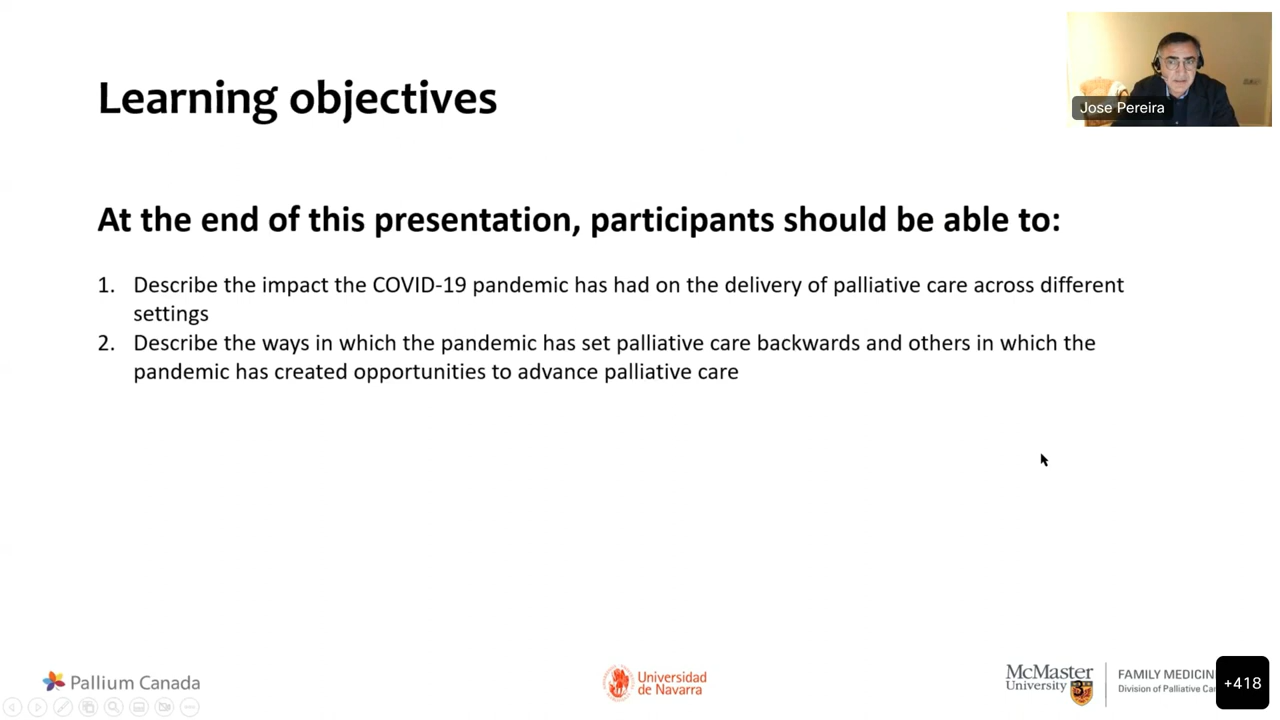 Learning objectives
Jose Pereira
At the end of this presentation, participants should be able to:
1. Describe the impact the COVID-19 pandemic has had on the delivery of palliative care across different
settings
2. Describe the ways in which the pandemic has set palliative care backwards and others in which the
pandemic has created opportunities to advance palliative care
Pallium Canada
Universidad
de Navarra
McMaster
University
FAMILY MEDICIN
Division of Palliative Car
+418